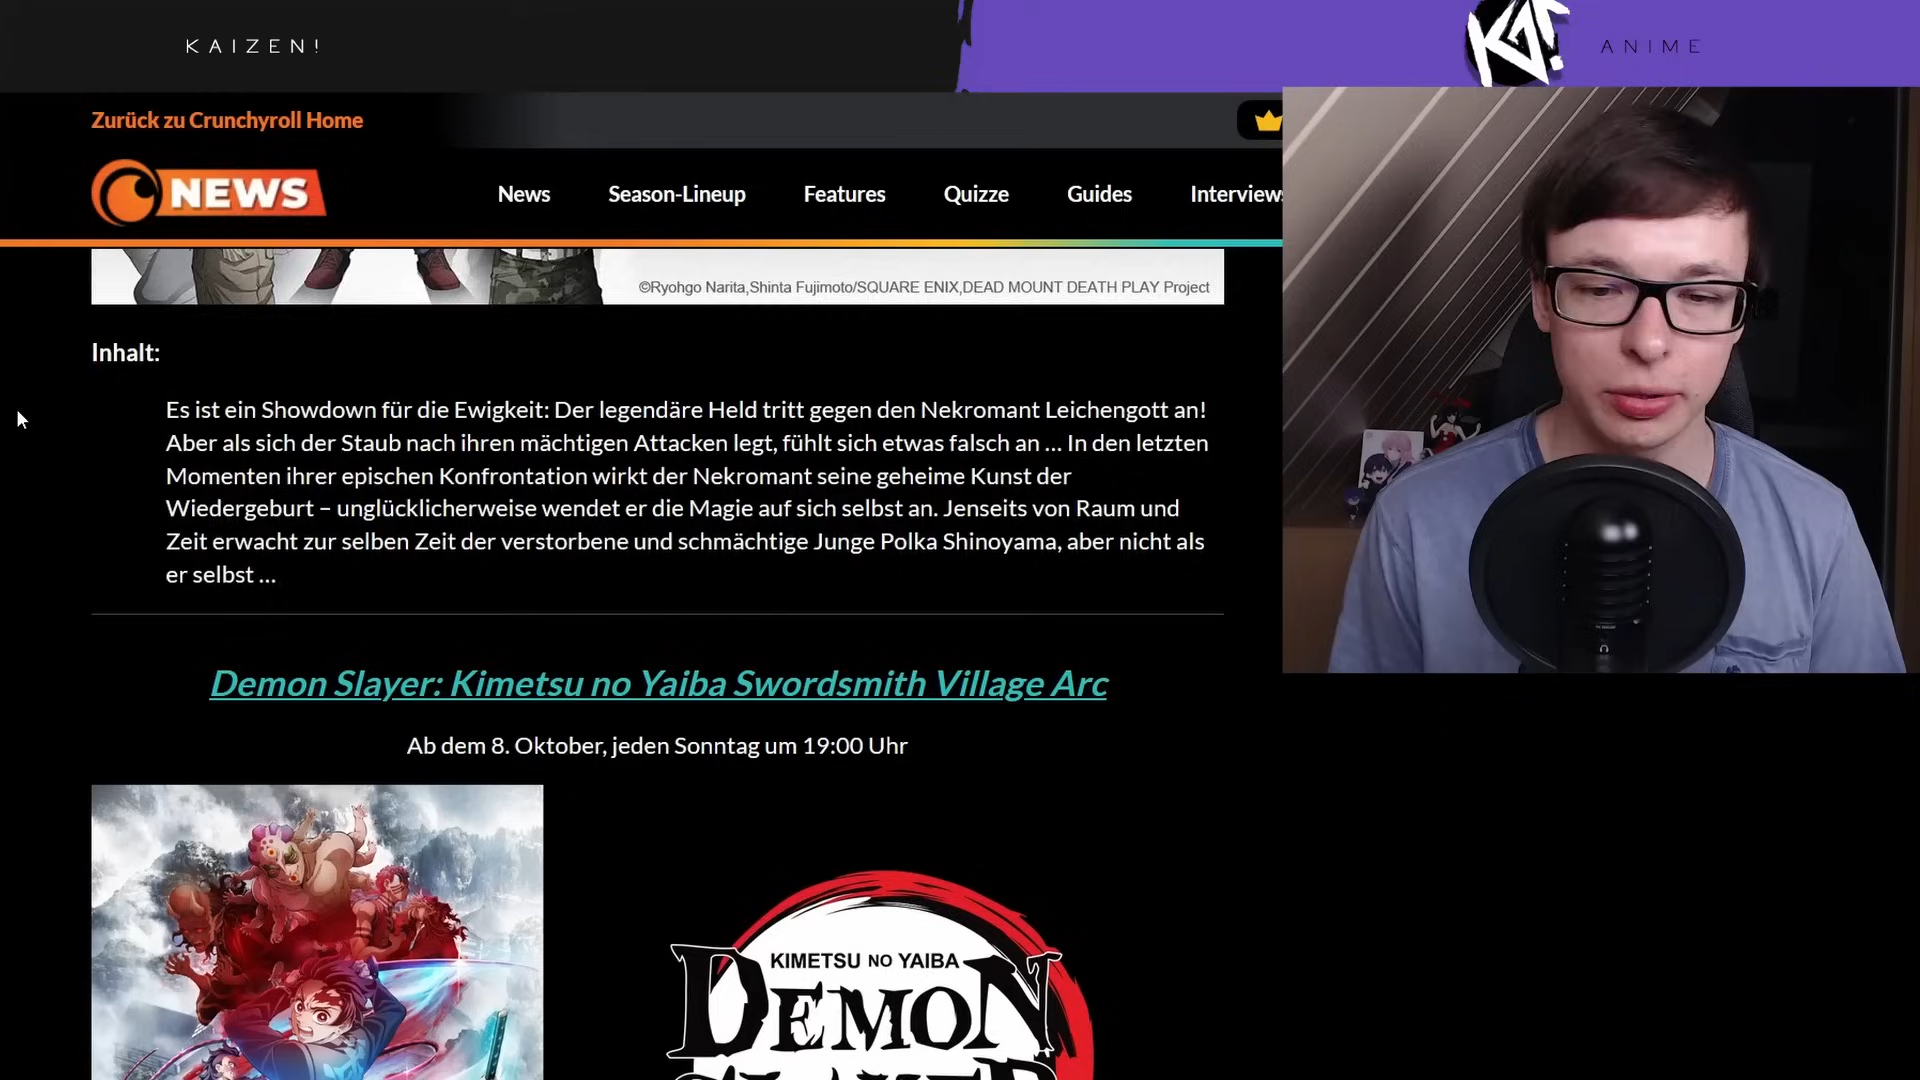 KAIZEN!
KA!
ANIME
Zurück zu Crunchyroll Home
NEWS
News
Season-Lineup
Features
Quizze
Guides
Interviews
©Ryohgo Narita,Shinta Fujimoto/SQUARE ENIX,DEAD MOUNT DEATH PLAY Project
Inhalt:
Es ist ein Showdown für die Ewigkeit: Der legendäre Held tritt gegen den Nekromant Leichengott an!
Aber als sich der Staub nach ihren mächtigen Attacken legt, fühlt sich etwas falsch an ... In den letzten
Momenten ihrer epischen Konfrontation wirkt der Nekromant seine geheime Kunst der
Wiedergeburt – unglücklicherweise wendet er die Magie auf sich selbst an. Jenseits von Raum und
Zeit erwacht zur selben Zeit der verstorbene und schmächtige Junge Polka Shinoyama, aber nicht als
er selbst ...
Demon Slayer: Kimetsu no Yaiba Swordsmith Village Arc
Ab dem 8. Oktober, jeden Sonntag um 19:00 Uhr
KIMETSU NO YAIBA
DEMON
SLAYER